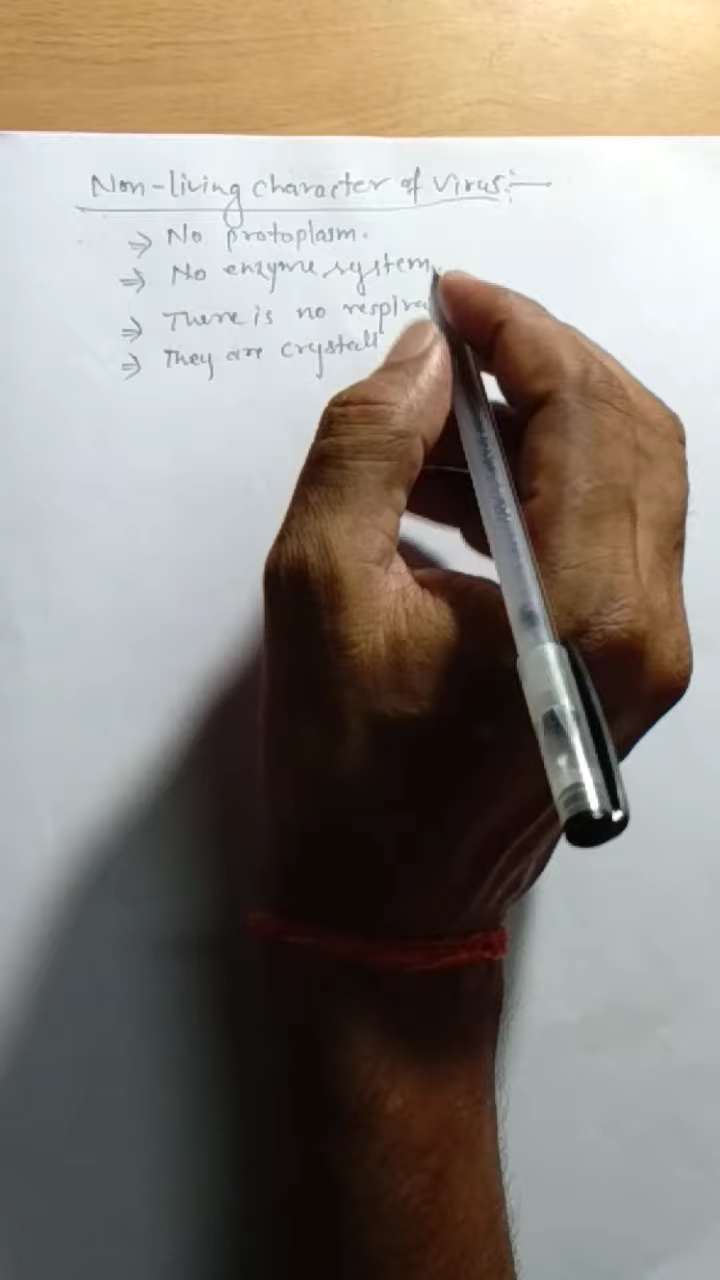 Non-living character of Virus:-
⇒ No protoplasm.
⇒ No enzyme system.
⇒ There is no
⇒ They are